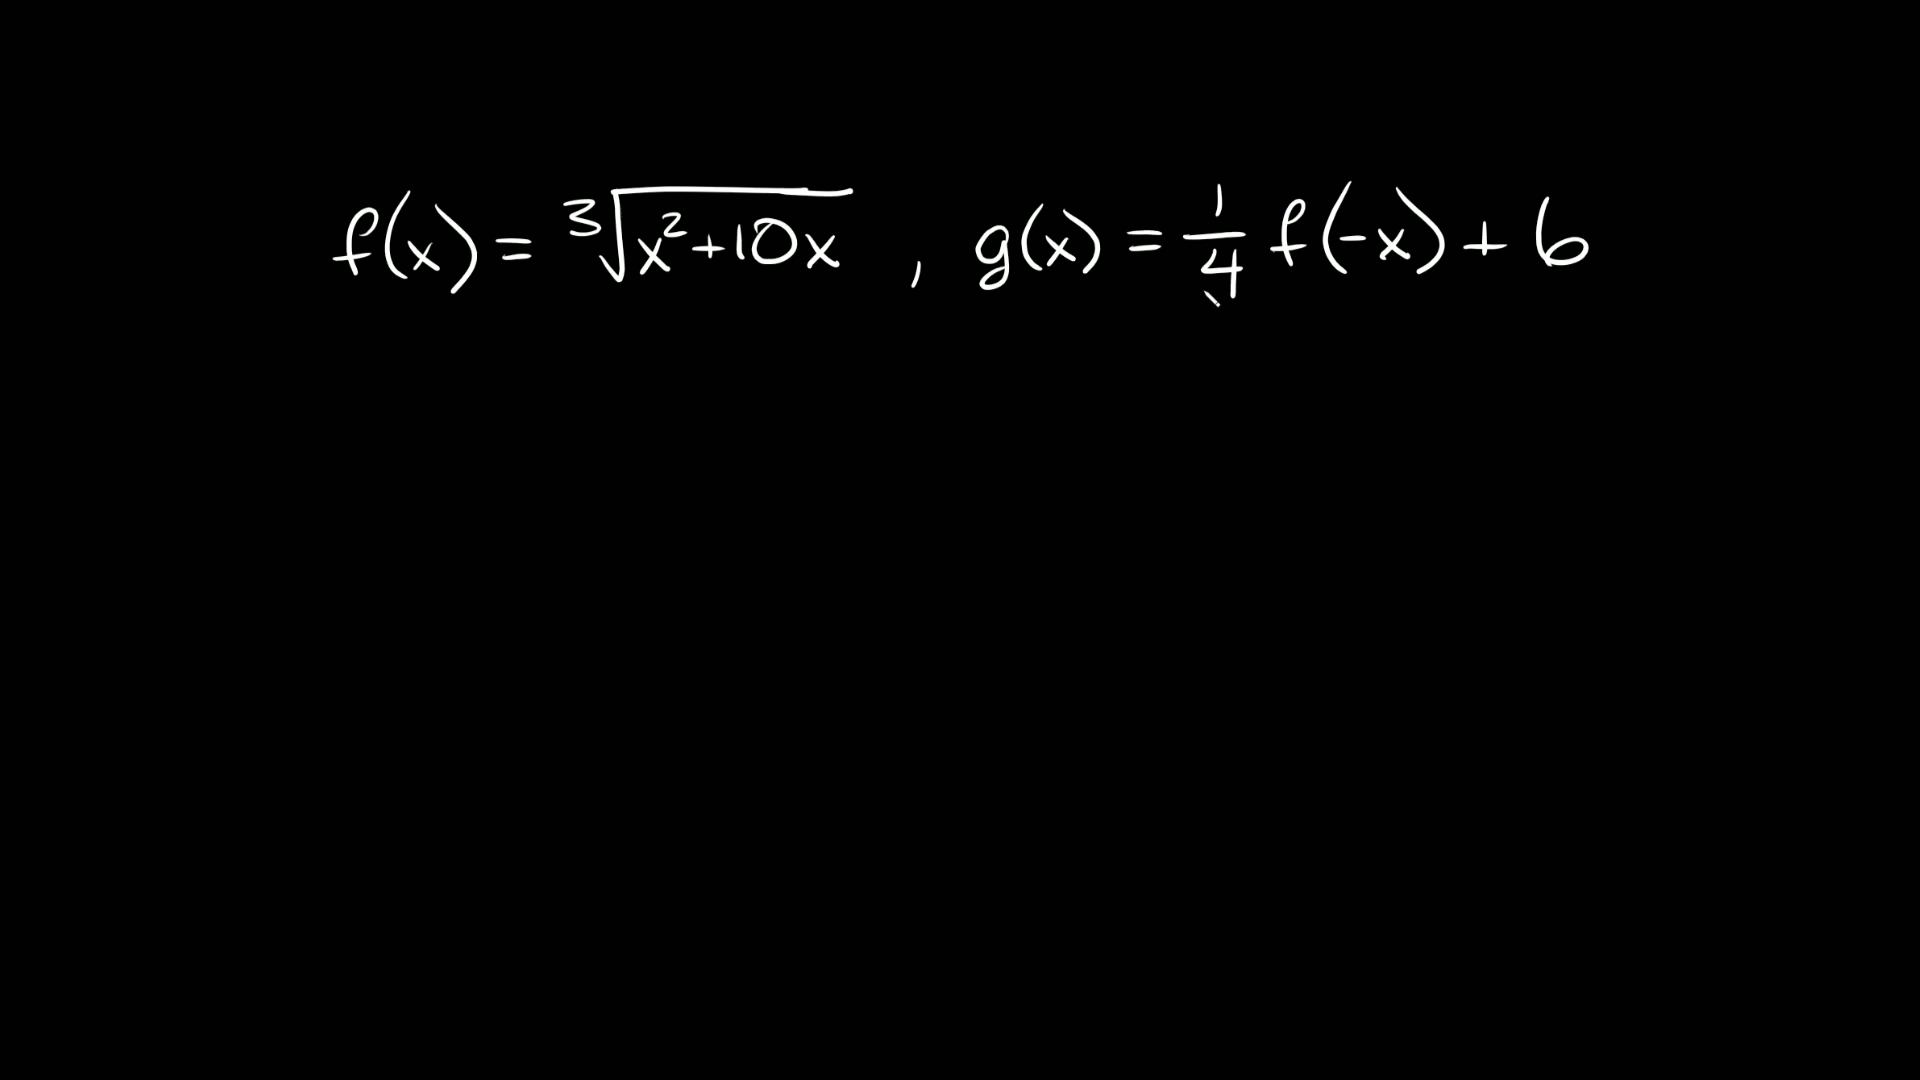 f(x) = ∛(x²+10x) , g(x) = 1/4 f(-x) + 6